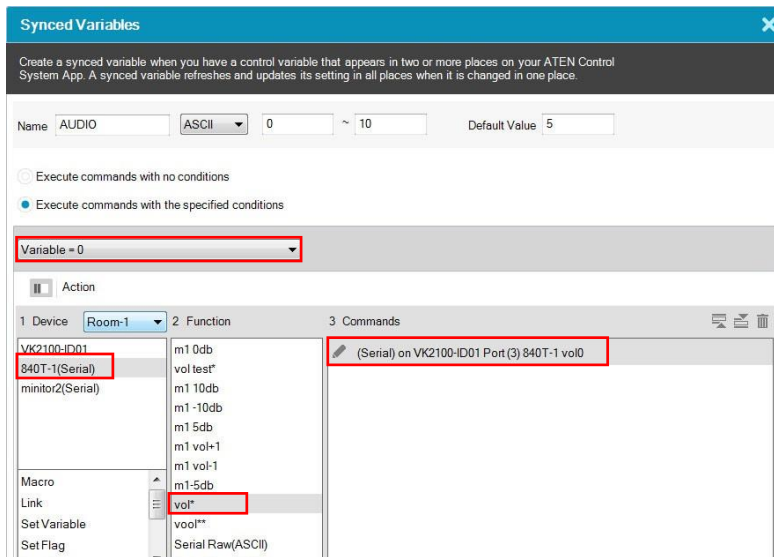 Synced Variables
Create a synced variable when you have a control variable that appears in two or more places on your ATEN Control
System App. A synced variable refreshes and updates its setting in all places when it is changed in one place.
Name AUDIO ASCII 0 ~ 10 Default Value 5
Execute commands with no conditions
Execute commands with the specified conditions
Variable = 0
Action
1 Device Room-1 2 Function 3 Commands
VK2100-ID01
840T-1(Serial)
minitor2(Serial)
Macro
Link
Set Variable
Set Flag
m1 0db
vol test*
m1 10db
m1 -10db
m1 5db
m1 vol+1
m1 vol-1
m1-5db
vol*
vool**
Serial Raw(ASCII)
(Serial) on VK2100-ID01 Port (3) 840T-1 vol0